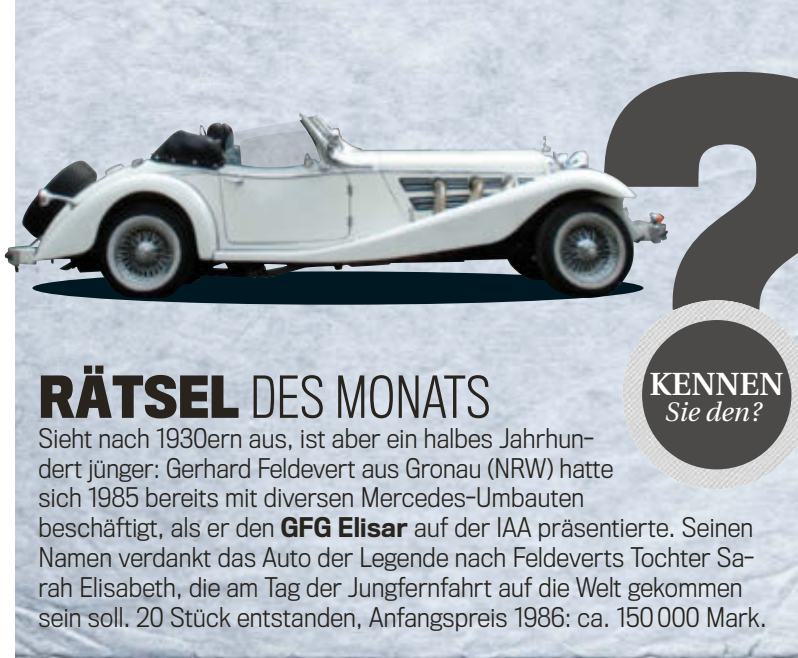 KENNEN
Sie den?
RÄTSEL DES MONATS
Sieht nach 1930ern aus, ist aber ein halbes Jahrhun-
dert jünger: Gerhard Feldevert aus Gronau (NRW) hatte
sich 1985 bereits mit diversen Mercedes-Umbauten
beschäftigt, als er den GFG Elisar auf der IAA präsentierte. Seinen
Namen verdankt das Auto der Legende nach Feldeverts Tochter Sa-
rah Elisabeth, die am Tag der Jungfernfahrt auf die Welt gekommen
sein soll. 20 Stück entstanden, Anfangspreis 1986: ca. 150 000 Mark.
?